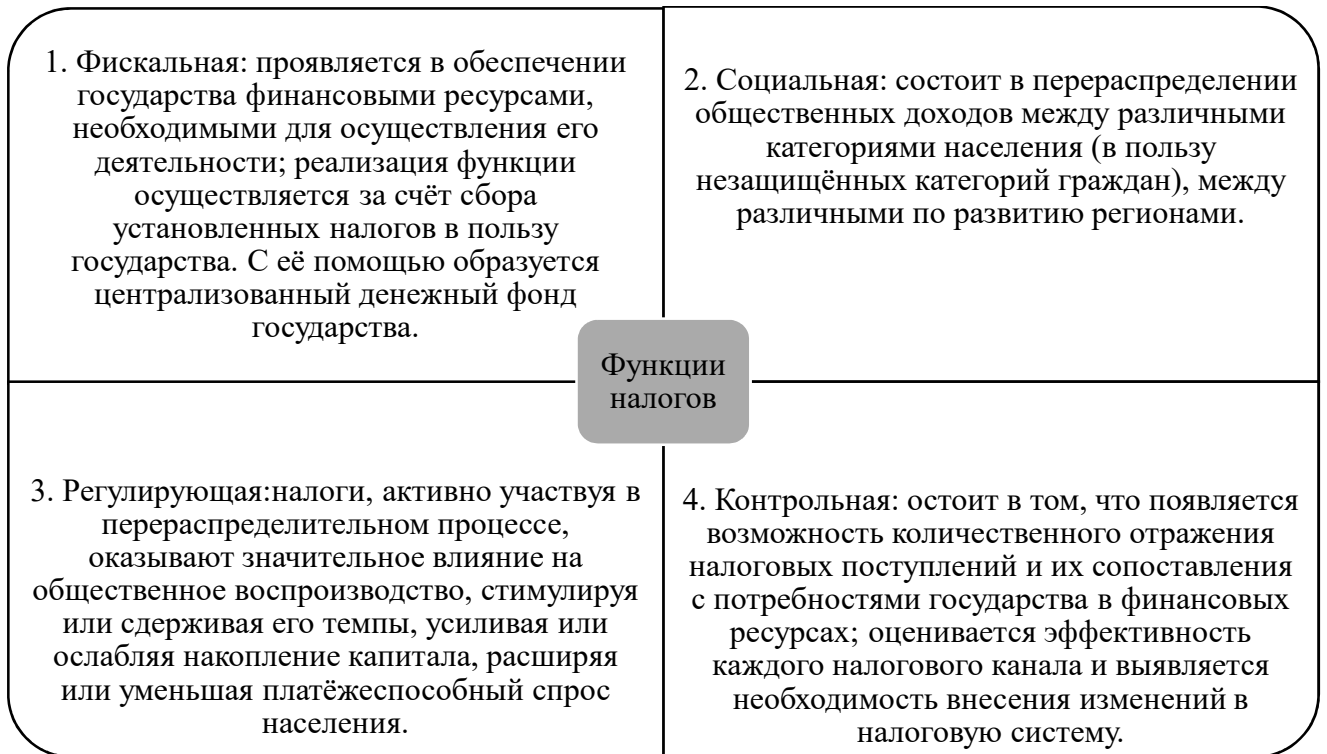 1. Фискальная: проявляется в обеспечении
государства финансовыми ресурсами,
необходимыми для осуществления его
деятельности; реализация функции
осуществляется за счёт сбора
установленных налогов в пользу
государства. С её помощью образуется
централизованный денежный фонд
государства.
2. Социальная: состоит в перераспределении
общественных доходов между различными
категориями населения (в пользу
незащищённых категорий граждан), между
различными по развитию регионами.
Функции
налогов
3. Регулирующая:налоги, активно участвуя в
перераспределительном процессе,
оказывают значительное влияние на
общественное воспроизводство, стимулируя
или сдерживая его темпы, усиливая или
ослабляя накопление капитала, расширяя
или уменьшая платёжеспособный спрос
населения.
4. Контрольная: остоит в том, что появляется
возможность количественного отражения
налоговых поступлений и их сопоставления
с потребностями государства в финансовых
ресурсах; оценивается эффективность
каждого налогового канала и выявляется
необходимость внесения изменений в
налоговую систему.